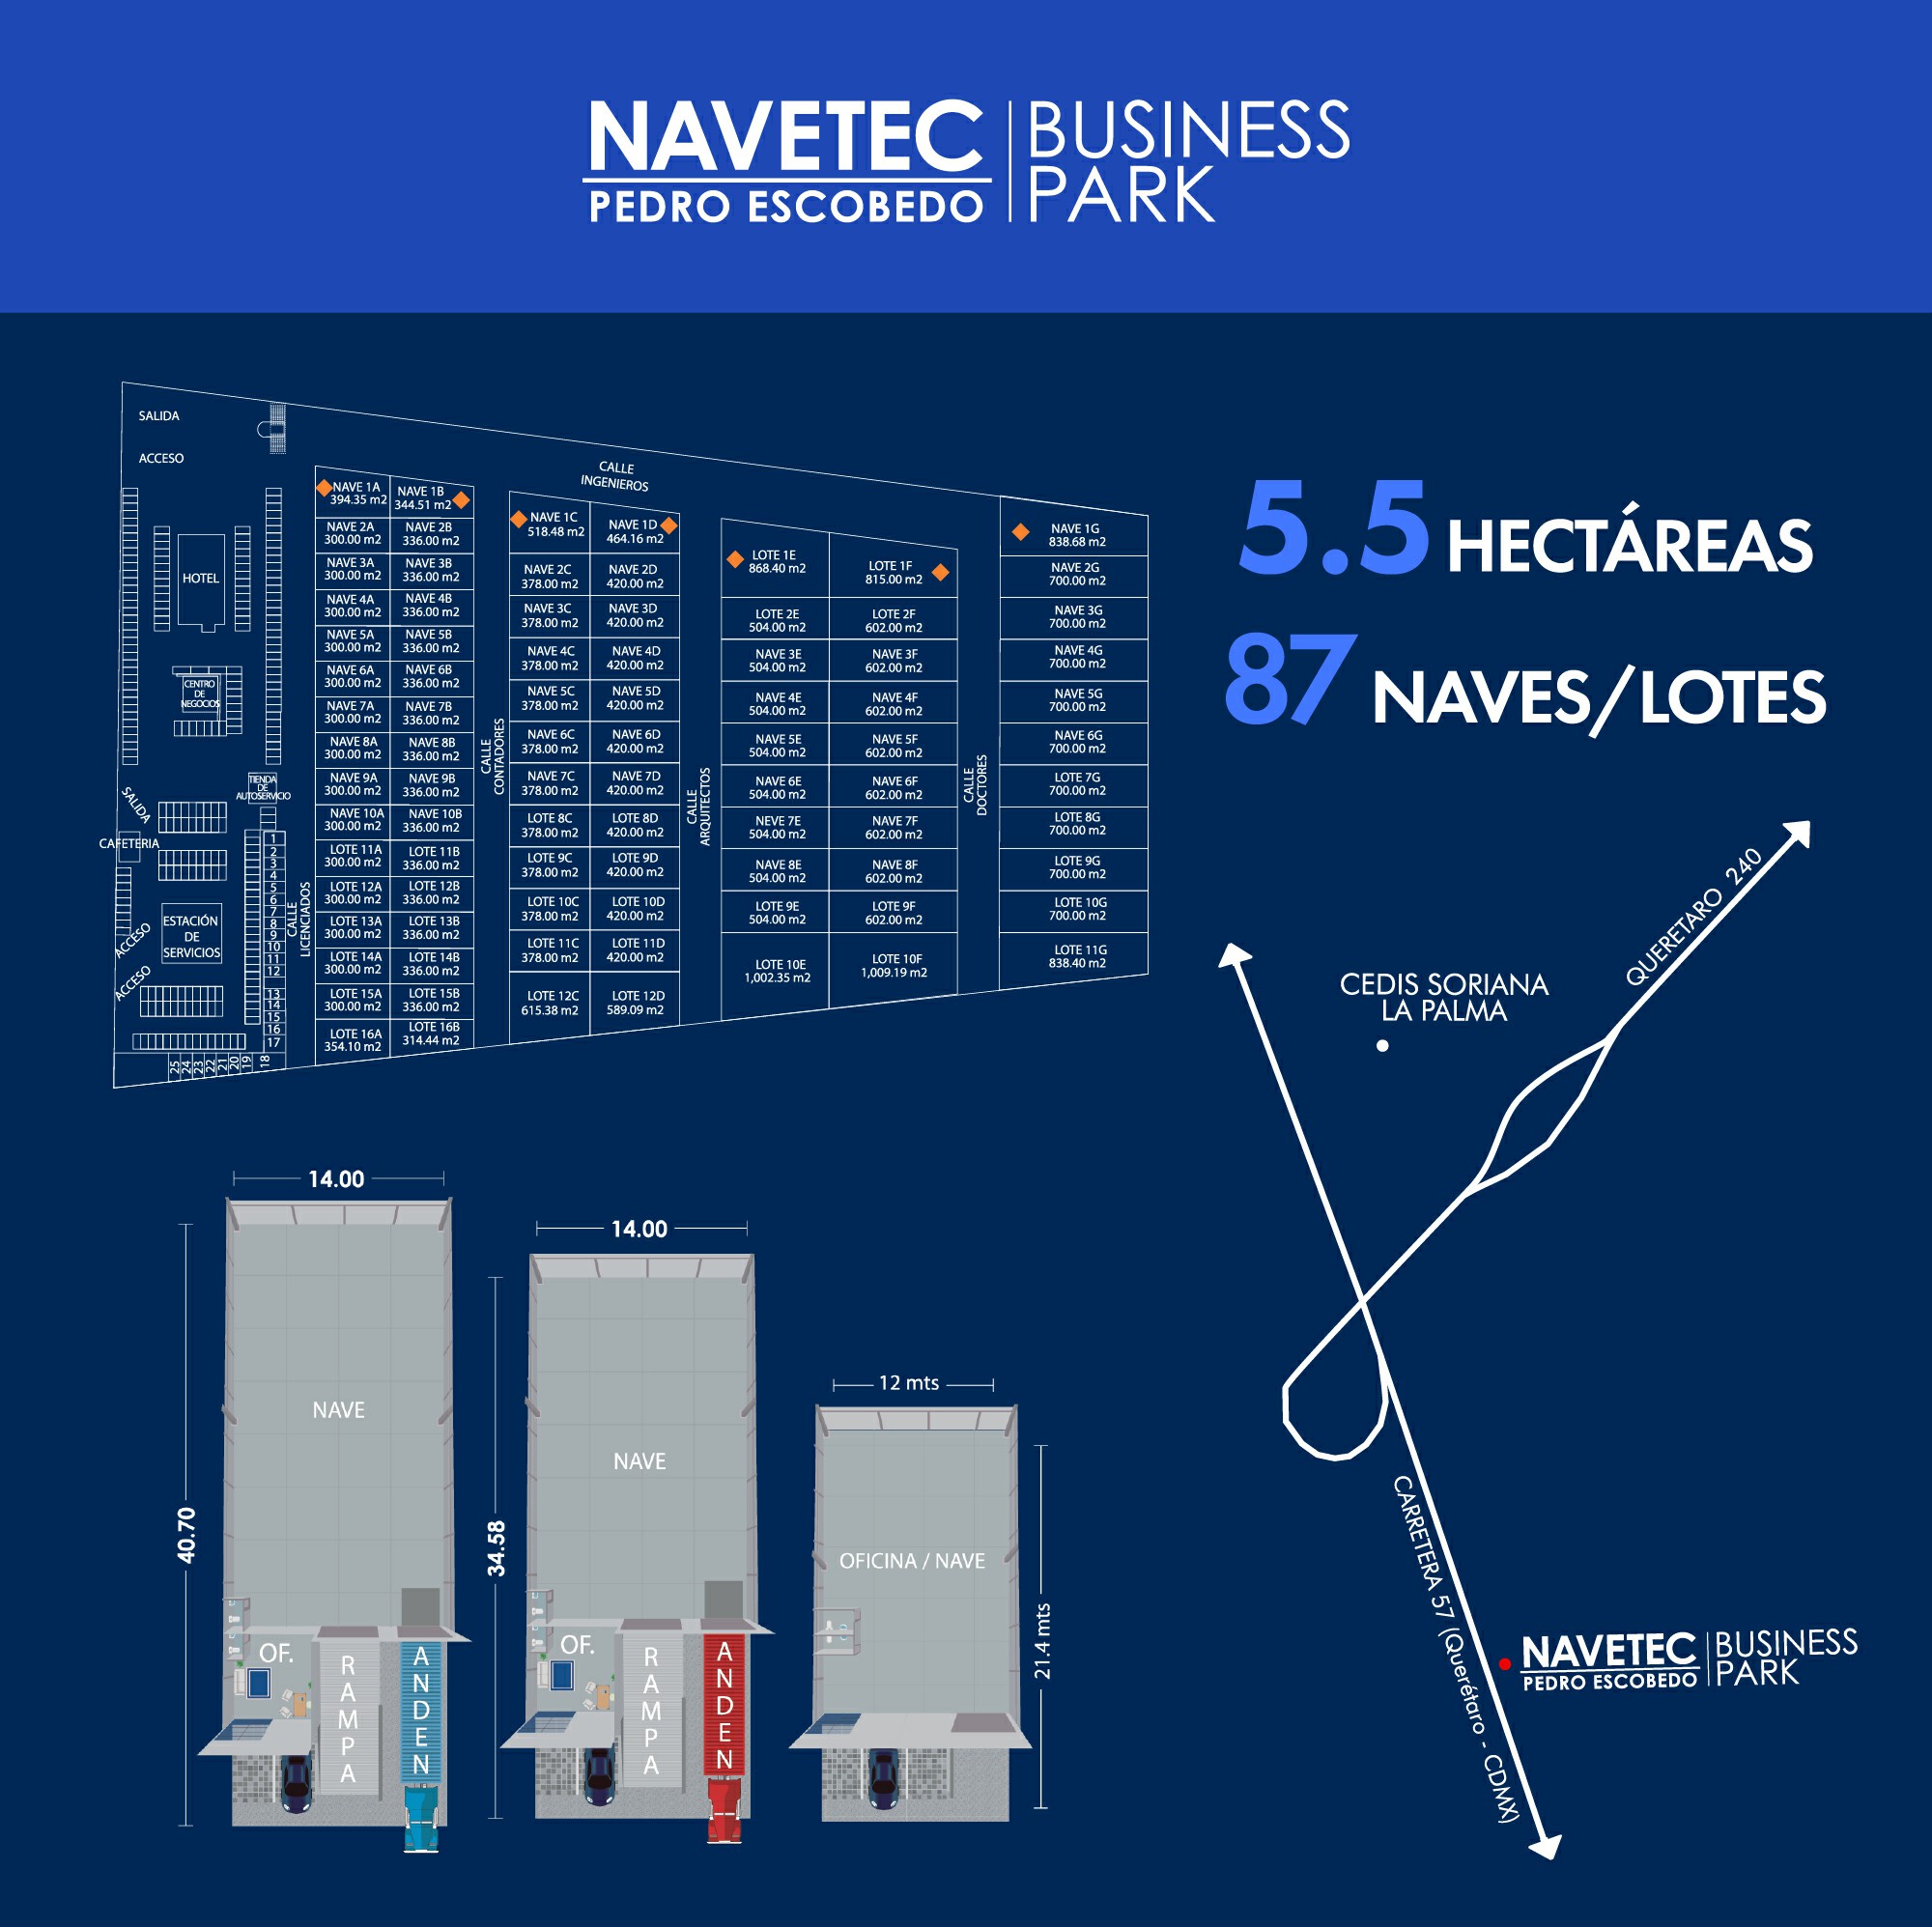 NAVETEC
PEDRO ESCOBEDO
BUSINESS
PARK
SALIDA
ACCESO
HOTEL
CENTRO
DE
NEGOCIOS
TIENDA
DE
AUTOSERVICIO
SALIDA
CAFETERIA
ESTACIÓN
DE
SERVICIOS
ACCESO
ACCESO
1
2
3
4
5
6
7
8
9
10
11
12
13
14
15
16
17
18
19
20
21
22
23
24
25
CALLE
LICENCIADOS
CALLE
INGENIEROS
NAVE 1A
394.35 m2
NAVE 2A
300.00 m2
NAVE 3A
300.00 m2
NAVE 4A
300.00 m2
NAVE 5A
300.00 m2
NAVE 6A
300.00 m2
NAVE 7A
300.00 m2
NAVE 8A
300.00 m2
NAVE 9A
300.00 m2
NAVE 10A
300.00 m2
LOTE 11A
300.00 m2
LOTE 12A
300.00 m2
LOTE 13A
300.00 m2
LOTE 14A
300.00 m2
LOTE 15A
300.00 m2
LOTE 16A
354.10 m2
NAVE 1B
344.51 m2
NAVE 2B
336.00 m2
NAVE 3B
336.00 m2
NAVE 4B
336.00 m2
NAVE 5B
336.00 m2
NAVE 6B
336.00 m2
NAVE 7B
336.00 m2
NAVE 8B
336.00 m2
NAVE 9B
336.00 m2
NAVE 10B
336.00 m2
LOTE 11B
336.00 m2
LOTE 12B
336.00 m2
LOTE 13B
336.00 m2
LOTE 14B
336.00 m2
LOTE 15B
336.00 m2
LOTE 16B
314.44 m2
CALLE
CONTADORES
NAVE 1C
518.48 m2
NAVE 2C
378.00 m2
NAVE 3C
378.00 m2
NAVE 4C
378.00 m2
NAVE 5C
378.00 m2
NAVE 6C
378.00 m2
NAVE 7C
378.00 m2
LOTE 8C
378.00 m2
LOTE 9C
378.00 m2
LOTE 10C
378.00 m2
LOTE 11C
378.00 m2
LOTE 12C
615.38 m2
NAVE 1D
464.16 m2
NAVE 2D
420.00 m2
NAVE 3D
420.00 m2
NAVE 4D
420.00 m2
NAVE 5D
420.00 m2
NAVE 6D
420.00 m2
NAVE 7D
420.00 m2
LOTE 8D
420.00 m2
LOTE 9D
420.00 m2
LOTE 10D
420.00 m2
LOTE 11D
420.00 m2
LOTE 12D
589.09 m2
CALLE
ARQUITECTOS
LOTE 1E
868.40 m2
LOTE 2E
504.00 m2
NAVE 3E
504.00 m2
NAVE 4E
504.00 m2
NAVE 5E
504.00 m2
NAVE 6E
504.00 m2
NEVE 7E
504.00 m2
NAVE 8E
504.00 m2
LOTE 9E
504.00 m2
LOTE 10E
1,002.35 m2
LOTE 1F
815.00 m2
LOTE 2F
602.00 m2
NAVE 3F
602.00 m2
NAVE 4F
602.00 m2
NAVE 5F
602.00 m2
NAVE 6F
602.00 m2
NAVE 7F
602.00 m2
NAVE 8F
602.00 m2
LOTE 9F
602.00 m2
LOTE 10F
1,009.19 m2
CALLE
DOCTORES
NAVE 1G
838.68 m2
NAVE 2G
700.00 m2
NAVE 3G
700.00 m2
NAVE 4G
700.00 m2
NAVE 5G
700.00 m2
NAVE 6G
700.00 m2
LOTE 7G
700.00 m2
LOTE 8G
700.00 m2
LOTE 9G
700.00 m2
LOTE 10G
700.00 m2
LOTE 11G
838.40 m2
5.5 HECTÁREAS
87 NAVES/LOTES
QUERETARO 240
CEDIS SORIANA
LA PALMA
CARRETERA 57 (Querétaro - CDMX)
NAVETEC
PEDRO ESCOBEDO
BUSINESS
PARK
14.00
40.70
NAVE
OF.
RAMPA
ANDEN
14.00
34.58
NAVE
OF.
RAMPA
ANDEN
12 mts
OFICINA / NAVE
21.4 mts